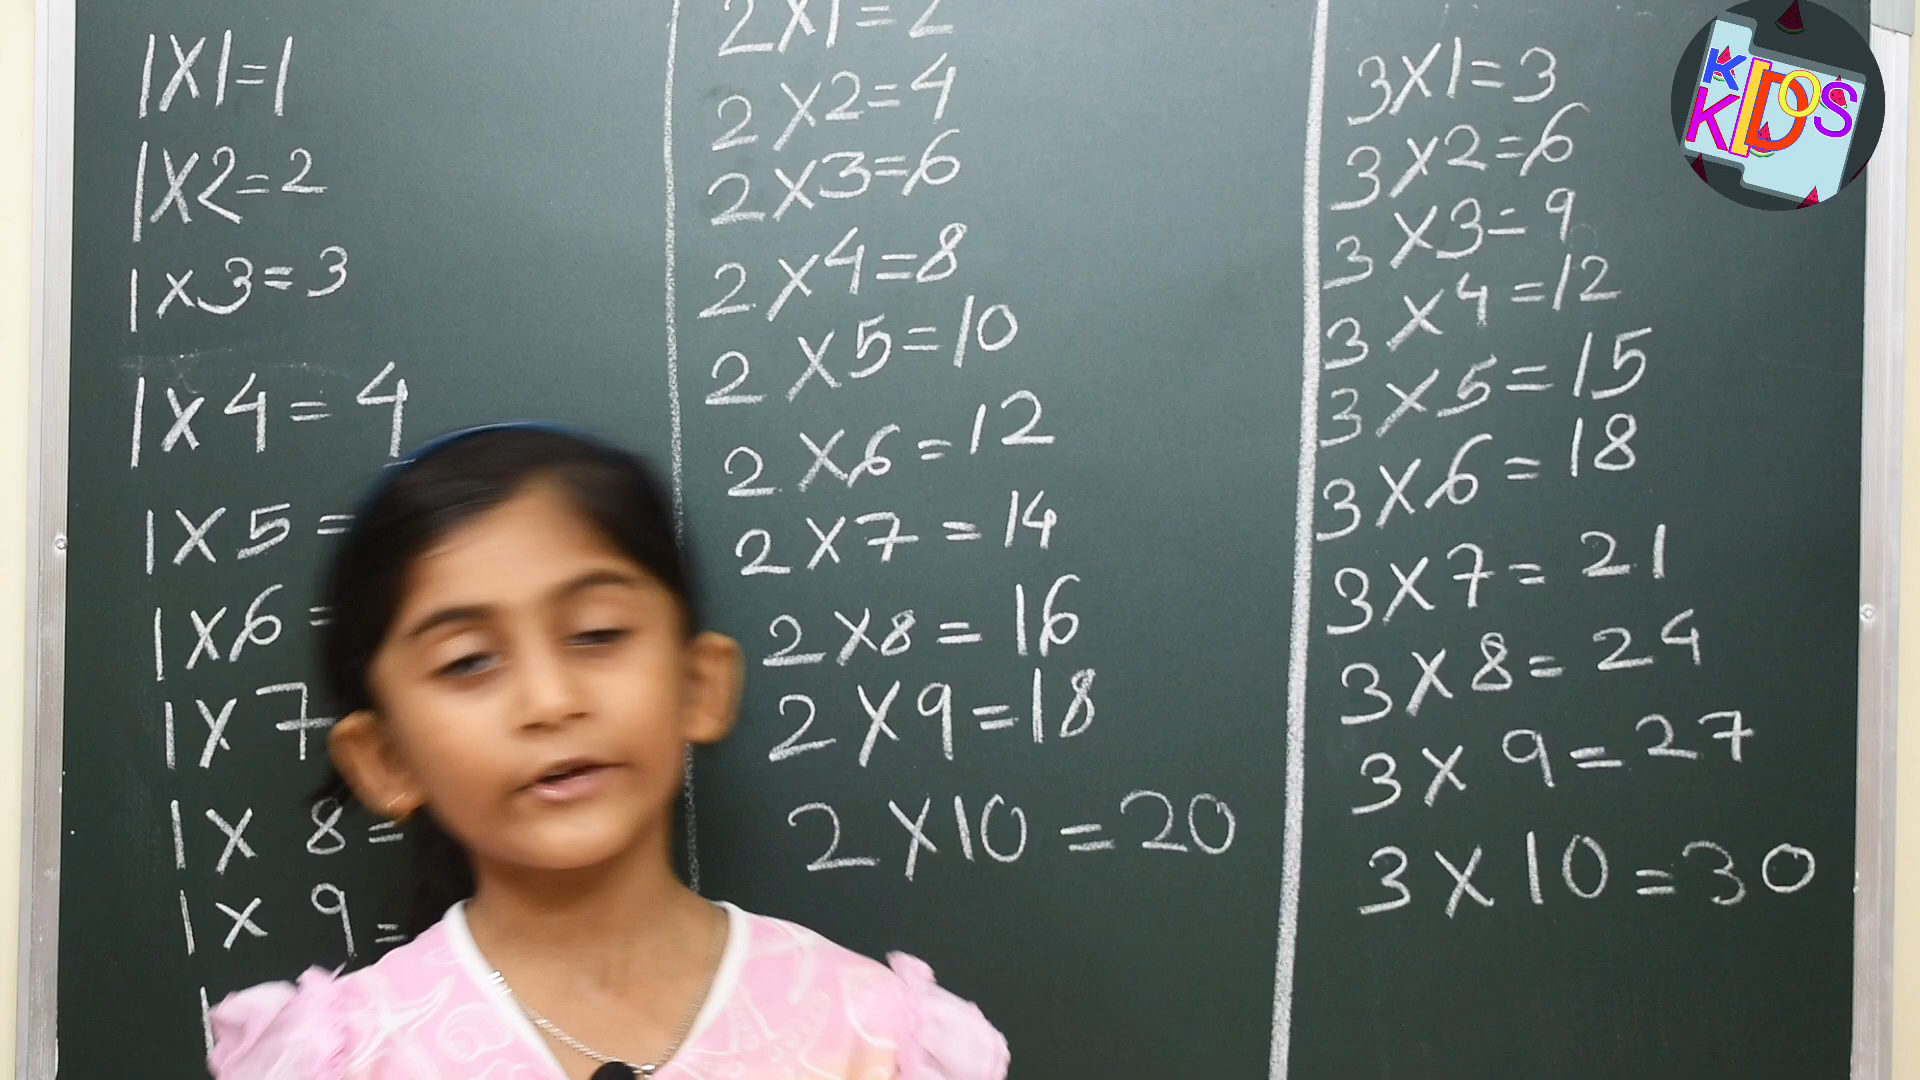 1X1=1
1X2=2
1X3=3
1X4=4
1X5=
1X6=
1X7
1X8=
1X9=
1
2X1=2
2X2=4
2X3=6
2X4=8
2X5=10
2X6=12
2X7=14
2X8=16
2X9=18
2X10=20
3X1=3
3X2=6
3X3=9
3X4=12
3X5=15
3X6=18
3X7=21
3X8=24
3X9=27
3X10=30
K
KIDOS